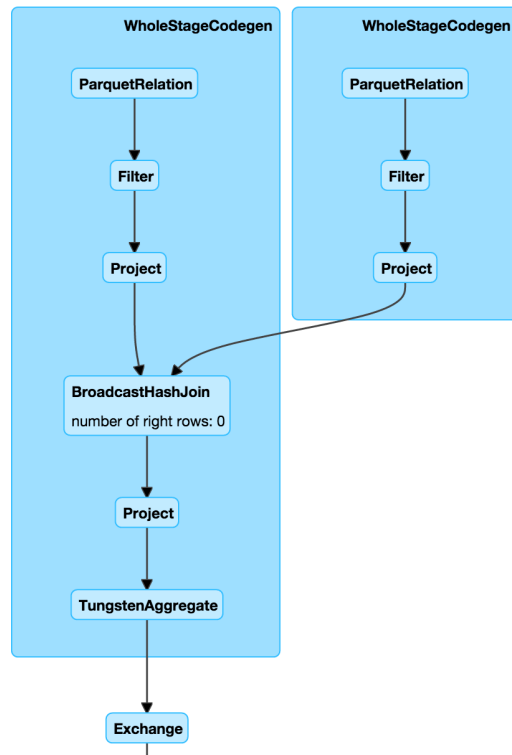 WholeStageCodegen
ParquetRelation
Filter
Project
BroadcastHashJoin
number of right rows: 0
Project
TungstenAggregate
WholeStageCodegen
ParquetRelation
Filter
Project
Exchange